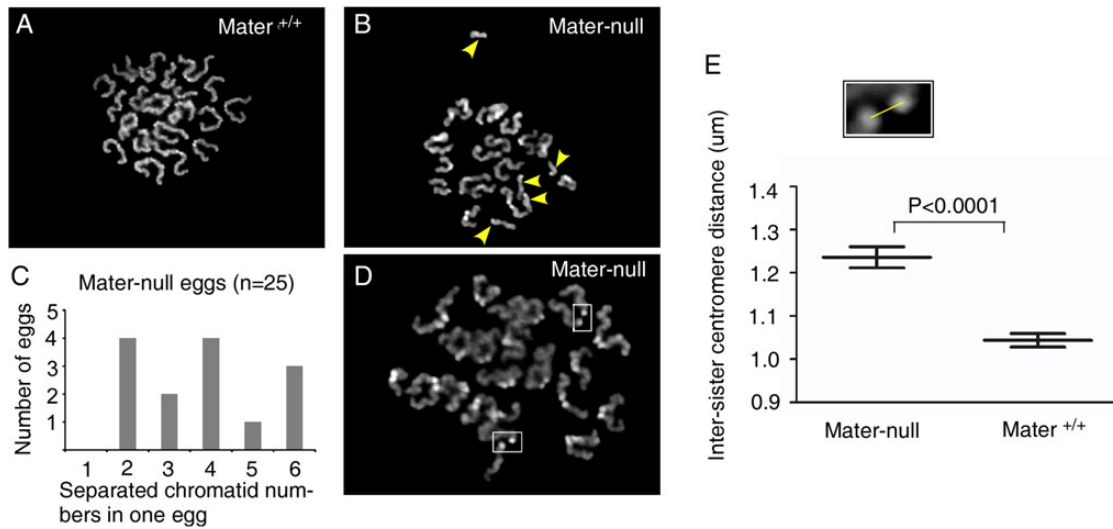 A
Mater +/+
B
Mater-null
C
Mater-null eggs (n=25)
Number of eggs
5
4
3
2
1
1 2 3 4 5 6
Separated chromatid num-
bers in one egg
D
Mater-null
E
Inter-sister centromere distance (um)
P<0.0001
1.4
1.3
1.2
1.1
1.0
0.9
Mater-null
Mater +/+